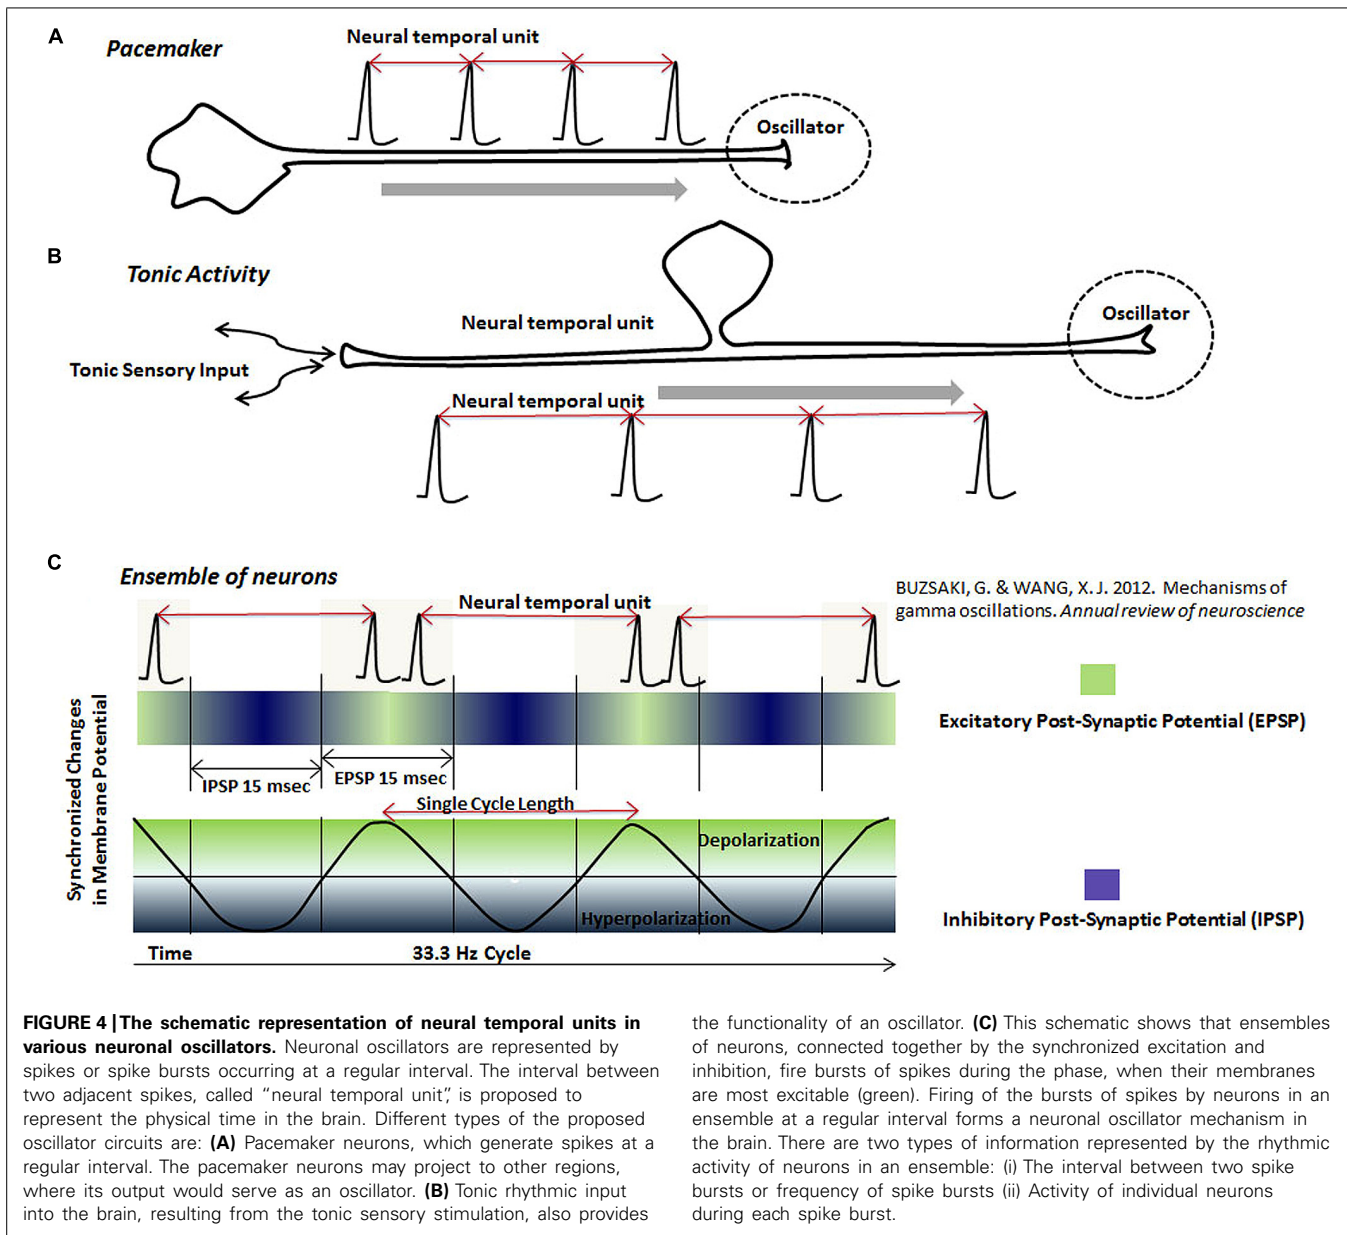 A
Pacemaker
Neural temporal unit
Oscillator
B
Tonic Activity
Neural temporal unit
Oscillator
Tonic Sensory Input
Neural temporal unit
C
Ensemble of neurons
Neural temporal unit
BUZSAKI, G. & WANG, X. J. 2012. Mechanisms of
gamma oscillations. Annual review of neuroscience
Synchronized Changes
in Membrane Potential
IPSP 15 msec
EPSP 15 msec
Excitatory Post-Synaptic Potential (EPSP)
Single Cycle Length
Depolarization
Hyperpolarization
Inhibitory Post-Synaptic Potential (IPSP)
Time
33.3 Hz Cycle
FIGURE 4 | The schematic representation of neural temporal units in
various neuronal oscillators. Neuronal oscillators are represented by
spikes or spike bursts occurring at a regular interval. The interval between
two adjacent spikes, called “neural temporal unit”, is proposed to
represent the physical time in the brain. Different types of the proposed
oscillator circuits are: (A) Pacemaker neurons, which generate spikes at a
regular interval. The pacemaker neurons may project to other regions,
where its output would serve as an oscillator. (B) Tonic rhythmic input
into the brain, resulting from the tonic sensory stimulation, also provides
the functionality of an oscillator. (C) This schematic shows that ensembles
of neurons, connected together by the synchronized excitation and
inhibition, fire bursts of spikes during the phase, when their membranes
are most excitable (green). Firing of the bursts of spikes by neurons in an
ensemble at a regular interval forms a neuronal oscillator mechanism in
the brain. There are two types of information represented by the rhythmic
activity of neurons in an ensemble: (i) The interval between two spike
bursts or frequency of spike bursts (ii) Activity of individual neurons
during each spike burst.